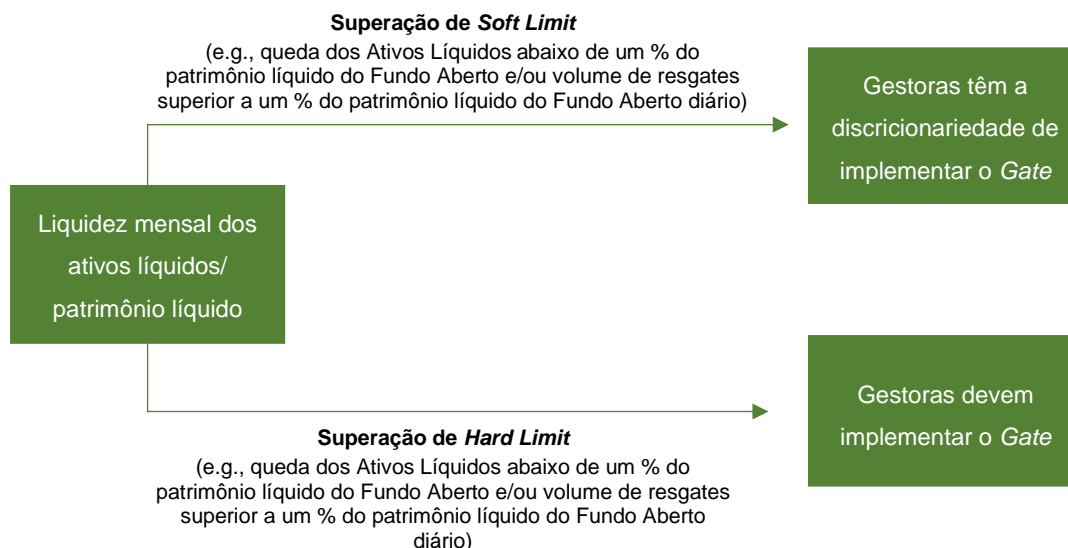 Superação de Soft Limit
(e.g., queda dos Ativos Líquidos abaixo de um % do
patrimônio líquido do Fundo Aberto e/ou volume de resgates
superior a um % do patrimônio líquido do Fundo Aberto diário)
Gestoras têm a
discricionariedade de
implementar o Gate
Liquidez mensal dos
ativos líquidos/
patrimônio líquido
Gestoras devem
implementar o Gate
Superação de Hard Limit
(e.g., queda dos Ativos Líquidos abaixo de um % do
patrimônio líquido do Fundo Aberto e/ou volume de resgates
superior a um % do patrimônio líquido do Fundo Aberto
diário)